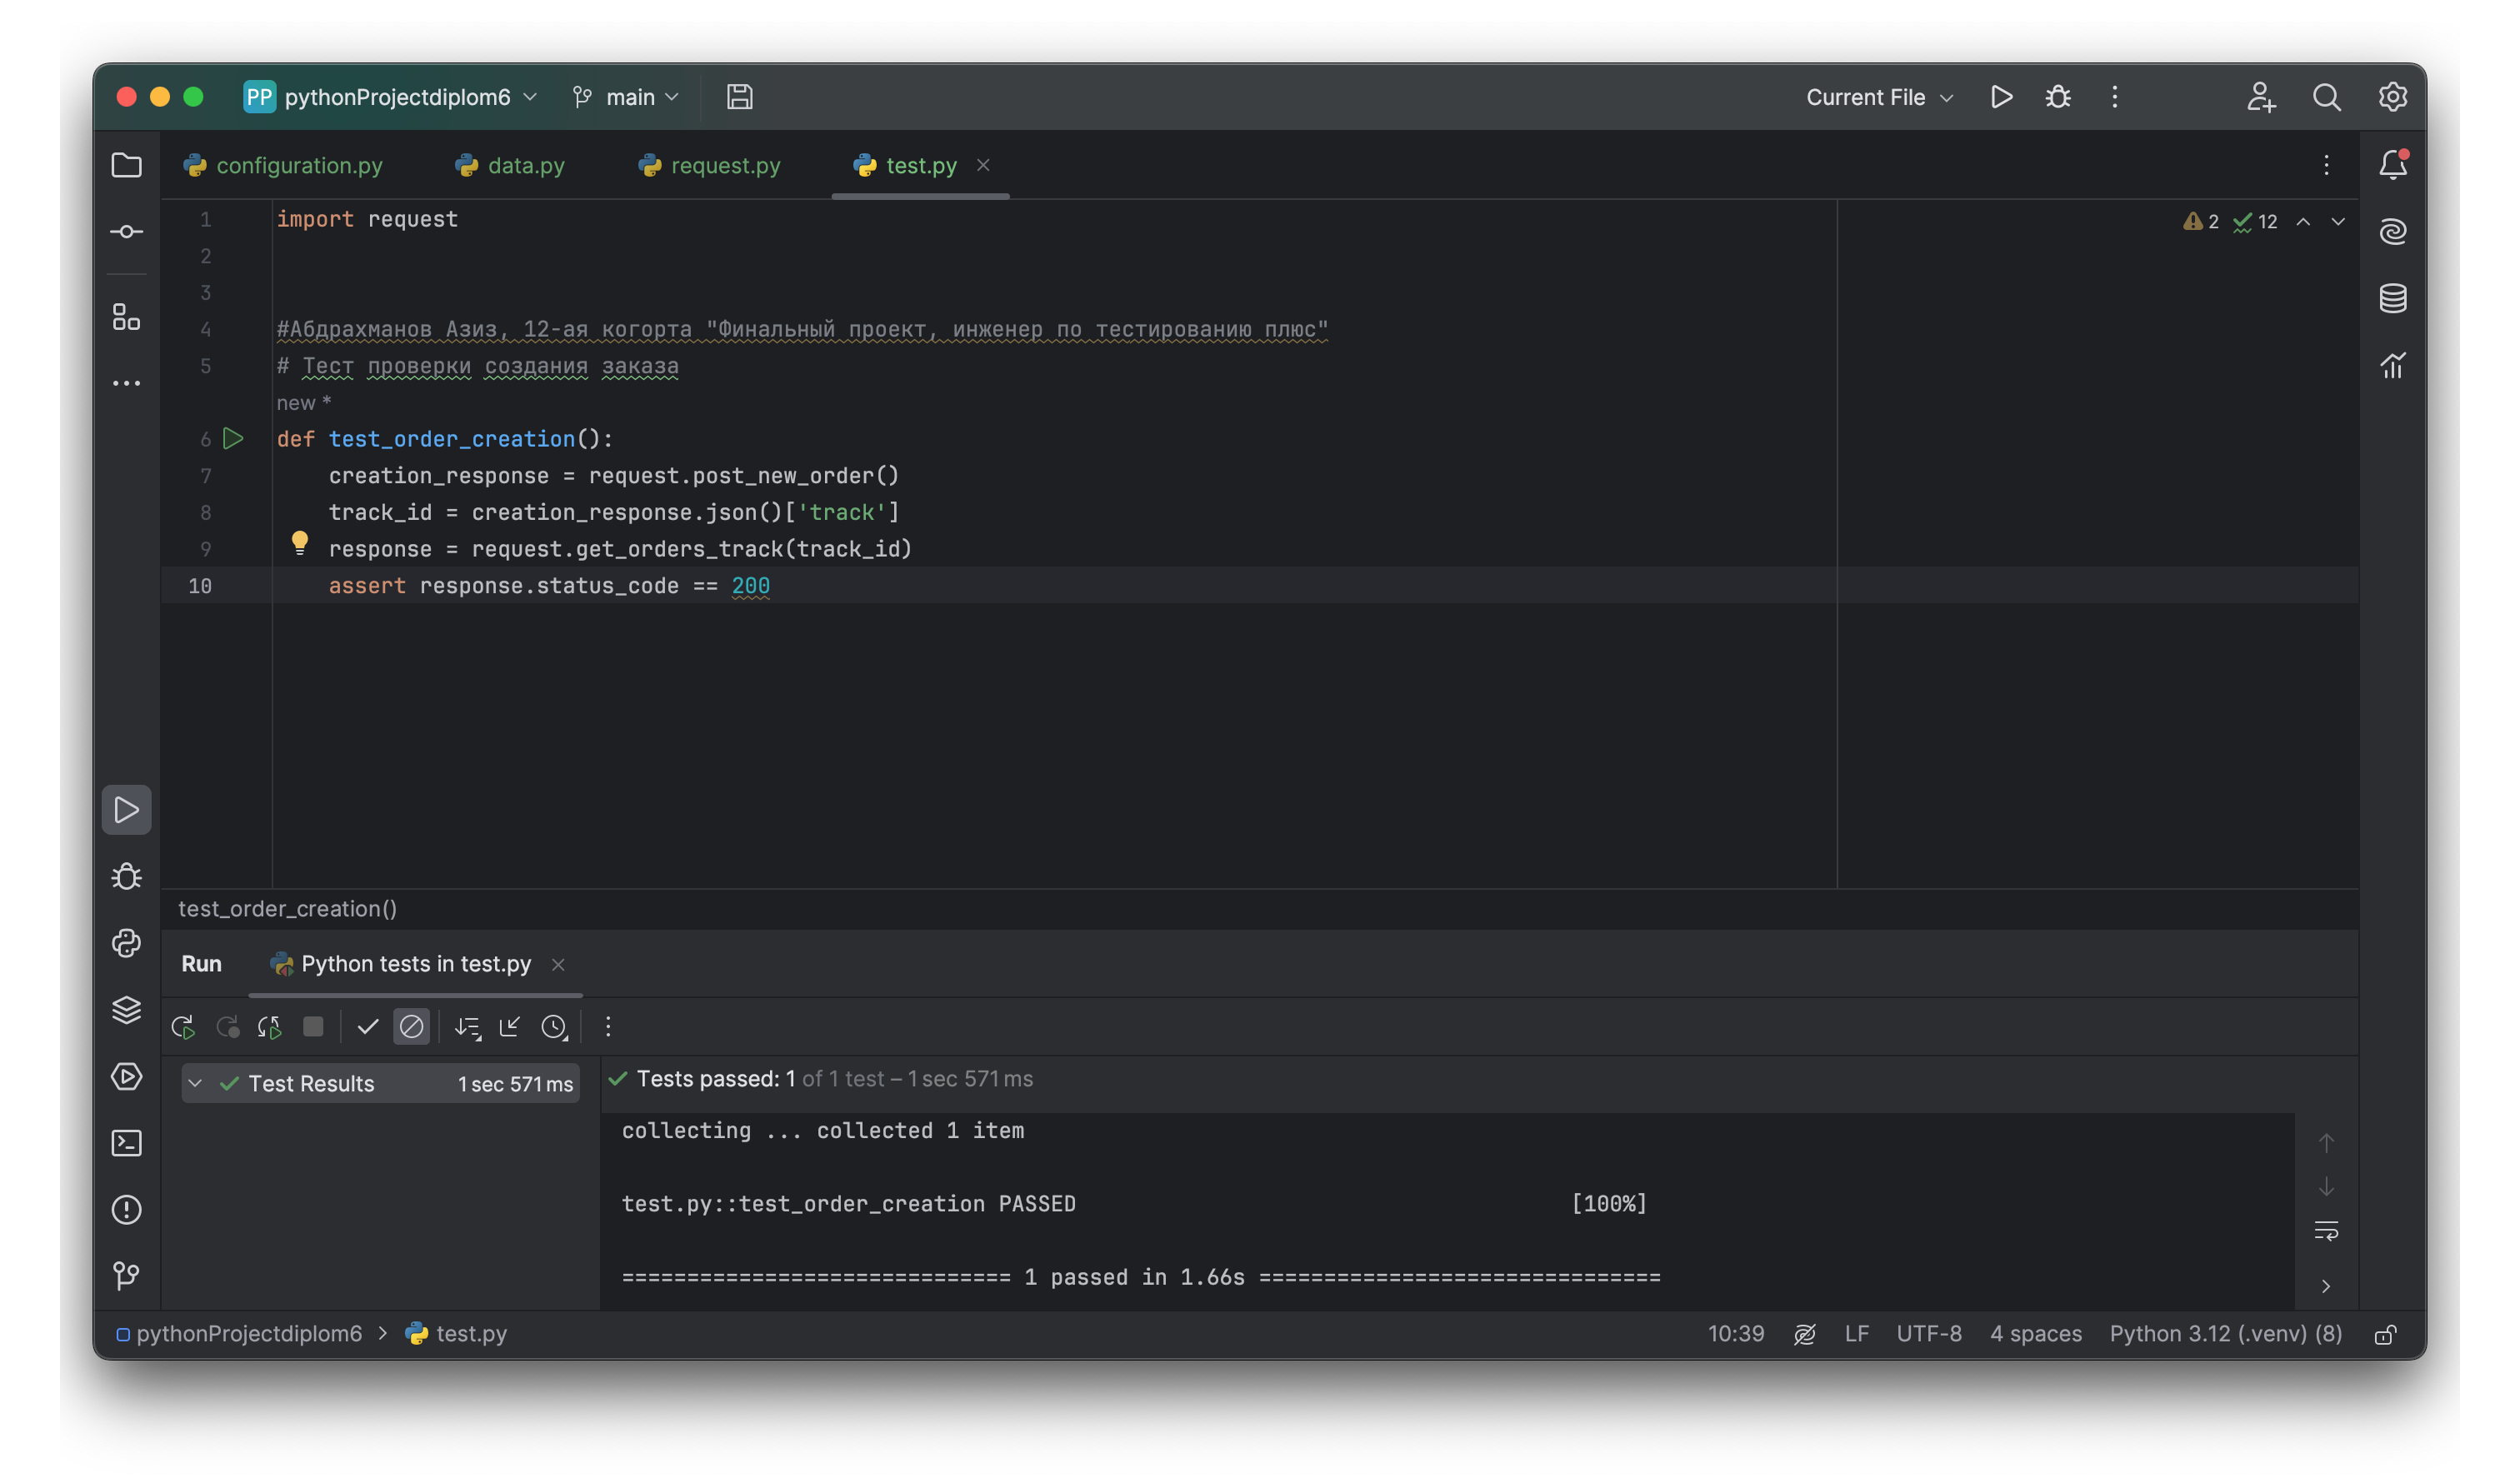 PP pythonProjectdiplom6 main Current File
configuration.py data.py request.py test.py
1 import request
2 12
2
3
4 #Абдрахманов Азиз, 12-ая когорта "Финальный проект, инженер по тестированию плюс"
5 # Тест проверки создания заказа
new *
6 def test_order_creation():
7 creation_response = request.post_new_order()
8 track_id = creation_response.json()['track']
9 response = request.get_orders_track(track_id)
10 assert response.status_code == 200
test_order_creation()
Run Python tests in test.py
Test Results 1 sec 571 ms
Tests passed: 1 of 1 test – 1 sec 571 ms
collecting ... collected 1 item
test.py::test_order_creation PASSED [100%]
============================== 1 passed in 1.66s ===============================
pythonProjectdiplom6 > test.py 10:39 LF UTF-8 4 spaces Python 3.12 (.venv) (8)